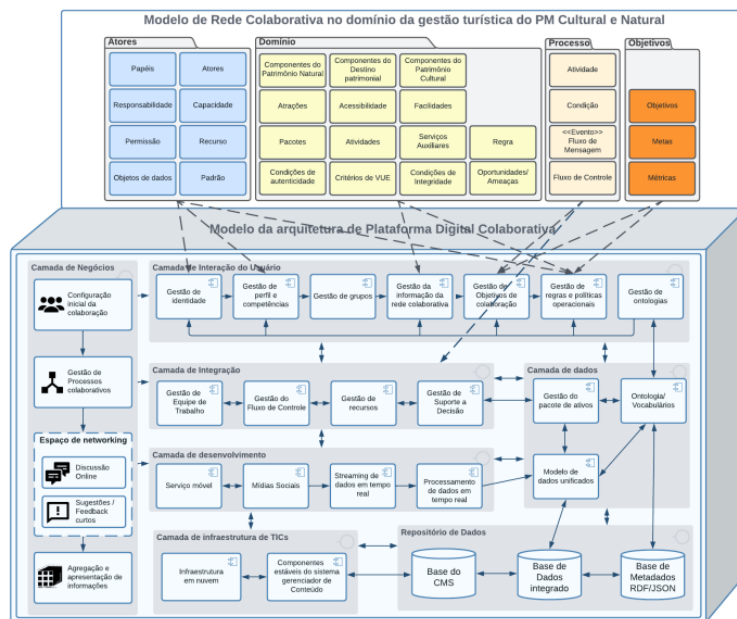 Modelo de Rede Colaborativa no domínio da gestão turística do PM Cultural e Natural
Atores
Papéis
Atores
Responsabilidade
Capacidade
Permissão
Recurso
Objetos de dados
Padrão
Domínio
Componentes do
Patrimônio Natural
Componentes do
Destino
patrimonial
Componentes do
Patrimônio
Cultural
Atrações
Acessibilidade
Facilidades
Pacotes
Atividades
Serviços
Auxiliares
Regra
Condições de
autenticidade
Critérios de VUE
Condições de
Integridade
Oportunidades/
Ameaças
Processo
Atividade
Condição
<<Evento>>
Fluxo de
Mensagem
Fluxo de Controle
Objetivos
Objetivos
Metas
Métricas
Modelo da arquitetura de Plataforma Digital Colaborativa
Camada de Negócios
Configuração
inicial da
colaboração
Gestão de
Processos
colaborativos
Espaço de networking
Discussão
Online
Sugestões /
Feedback
curtos
Agregação e
apresentação de
informações
Camada de Interação do Usuário
Gestão de
identidade
Gestão de
perfil e
competências
Gestão de grupos
Gestão da
informação da
rede colaborativa
Gestão de
Objetivos de
colaboração
Gestão de
regras e políticas
operacionais
Gestão de
ontologias
Camada de Integração
Gestão de
Equipe de
Trabalho
Gestão do
Fluxo de Controle
Gestão de
recursos
Gestão de
Suporte a
Decisão
Camada de dados
Gestão do
pacote de ativos
Ontologia/
Vocabulários
Modelo de
dados unificados
Camada de desenvolvimento
Serviço móvel
Mídias Sociais
Streaming de
dados em tempo
real
Processamento
de dados em
tempo real
Camada de infraestrutura de TICs
Infraestrutura
em nuvem
Componentes
estáveis do sistema
gerenciador de
Conteúdo
Repositório de Dados
Base do
CMS
Base de
Dados
integrado
Base de
Metadados
RDF/JSON